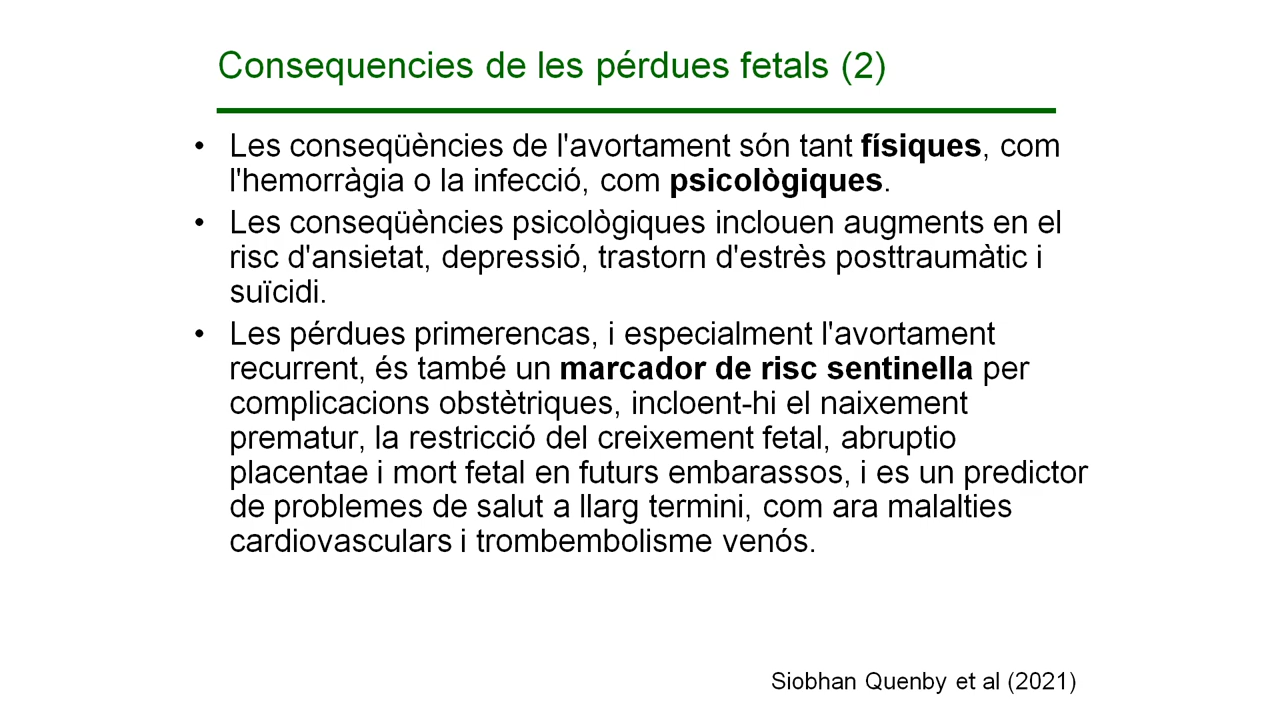 Consequencies de les pérdues fetals (2)
• Les conseqüències de l'avortament són tant físiques, com
l'hemorràgia o la infecció, com psicològiques.
• Les conseqüències psicològiques inclouen augments en el
risc d'ansietat, depressió, trastorn d'estrès posttraumàtic i
suïcidi.
• Les pérdues primerencas, i especialment l'avortament
recurrent, és també un marcador de risc sentinella per
complicacions obstètriques, incloent-hi el naixement
prematur, la restricció del creixement fetal, abruptio
placentae i mort fetal en futurs embarassos, i es un predictor
de problemes de salut a llarg termini, com ara malalties
cardiovasculars i trombembolisme venós.
Siobhan Quenby et al (2021)